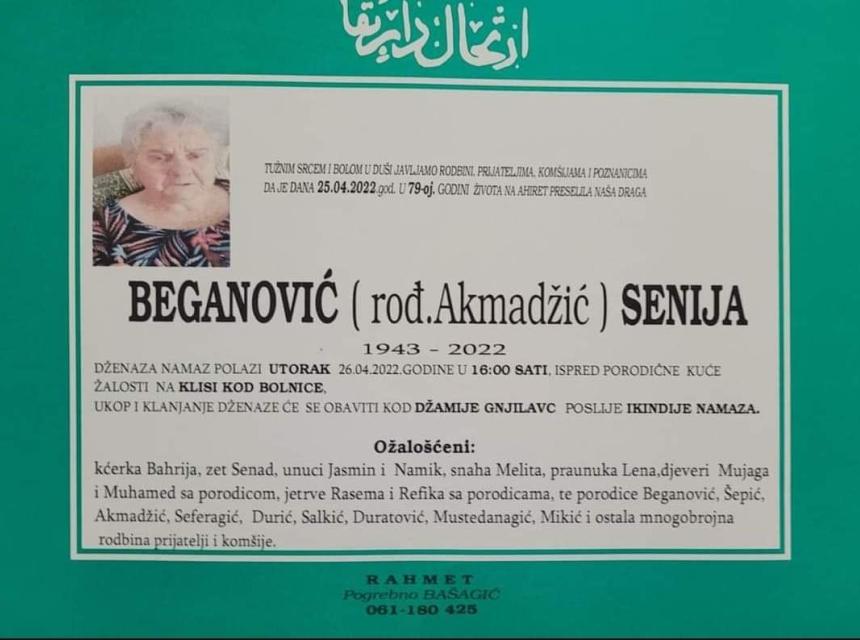 ارتحال دار بقا
TUŽNIM SRCEM I BOLOM U DUŠI JAVLJAMO RODBINI, PRIJATELJIMA, KOMŠIJAMA I POZNANICIMA
DA JE DANA 25.04.2022.god. U 79-oj. GODINI ŽIVOTA NA AHIRET PRESELILA NAŠA DRAGA
BEGANOVIĆ ( rođ.Akmadžić ) SENIJA
1943 - 2022
DŽENAZA NAMAZ POLAZI UTORAK 26.04.2022.GODINE U 16:00 SATI, ISPRED PORODIČNE KUĆE
ŽALOSTI NA KLISI KOD BOLNICE,
UKOP I KLANJANJE DŽENAZE ĆE SE OBAVITI KOD DŽAMIJE GNJILAVC POSLIJE IKINDIJE NAMAZA.
Ožalošćeni:
kćerka Bahrija, zet Senad, unuci Jasmin i Namik, snaha Melita, praunuka Lena,djeveri Mujaga
i Muhamed sa porodicom, jetrve Rasema i Refika sa porodicama, te porodice Beganović, Šepić,
Akmadžić, Seferagić, Durić, Salkić, Duratović, Mustedanagić, Mikić i ostala mnogobrojna
rodbina prijatelji i komšije.
RAHMET
Pogrebno BAŠAGIĆ
061-180 425